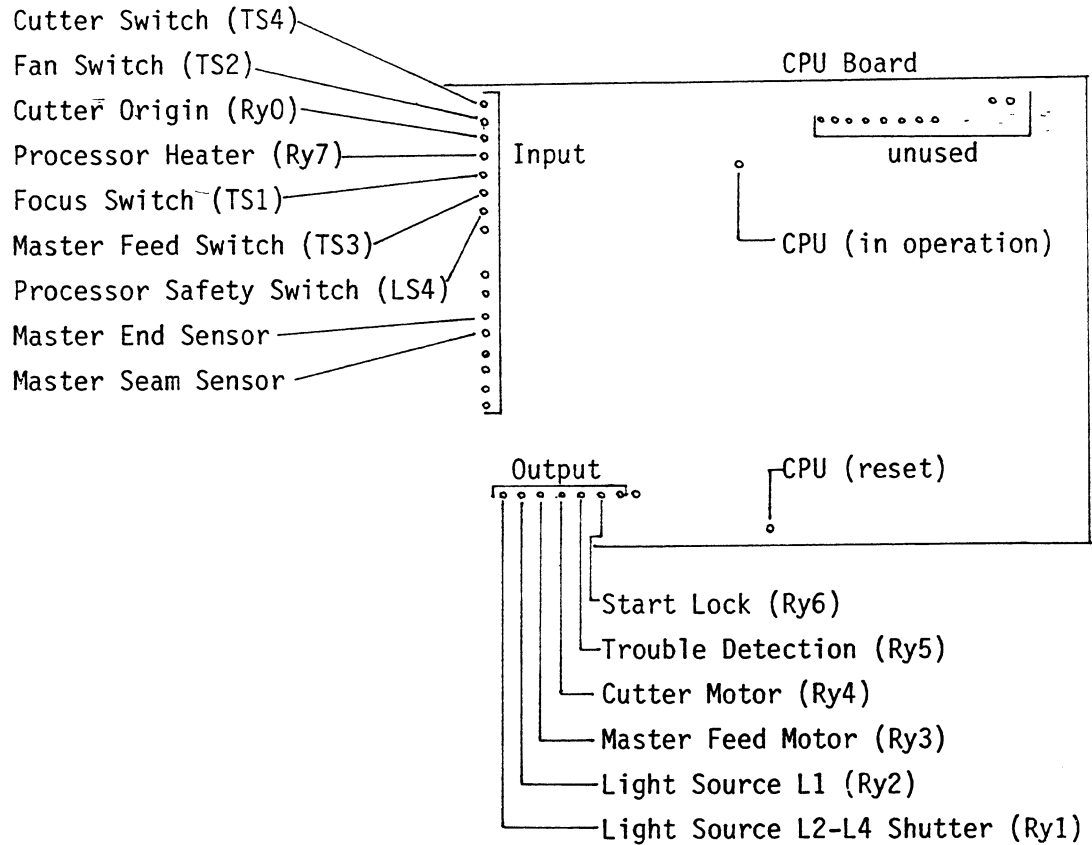 Cutter Switch (TS4)
Fan Switch (TS2)
Cutter Origin (Ry0)
Processor Heater (Ry7)
Focus Switch (TS1)
Master Feed Switch (TS3)
Processor Safety Switch (LS4)
Master End Sensor
Master Seam Sensor
CPU Board
Input
unused
CPU (in operation)
Output
CPU (reset)
Start Lock (Ry6)
Trouble Detection (Ry5)
Cutter Motor (Ry4)
Master Feed Motor (Ry3)
Light Source L1 (Ry2)
Light Source L2-L4 Shutter (Ry1)